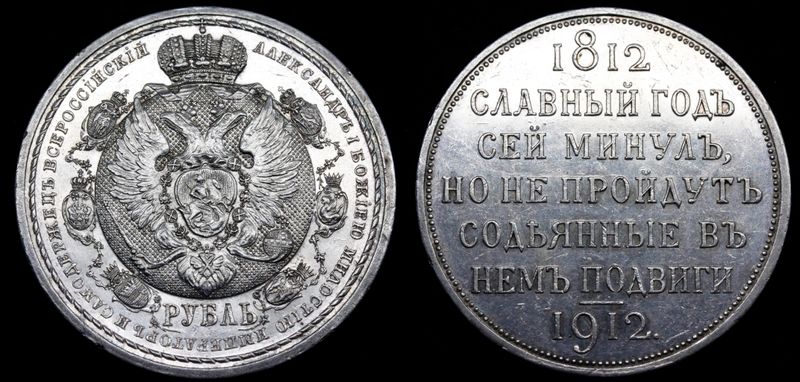 АЛЕКСАНДРЪ I БОЖІЕЮ МИЛОСТІЮ ИМПЕРАТОРЪ И САМОДЕРЖЕЦЪ ВСЕРОССІЙСКІЙ
РУБЛЬ
1812
СЛАВНЫЙ ГОДЪ
СЕЙ МИНУЛЪ,
НО НЕ ПРОЙДУТЪ
СОДѢЯННЫЕ ВЪ
НЕМЪ ПОДВИГИ
1912.